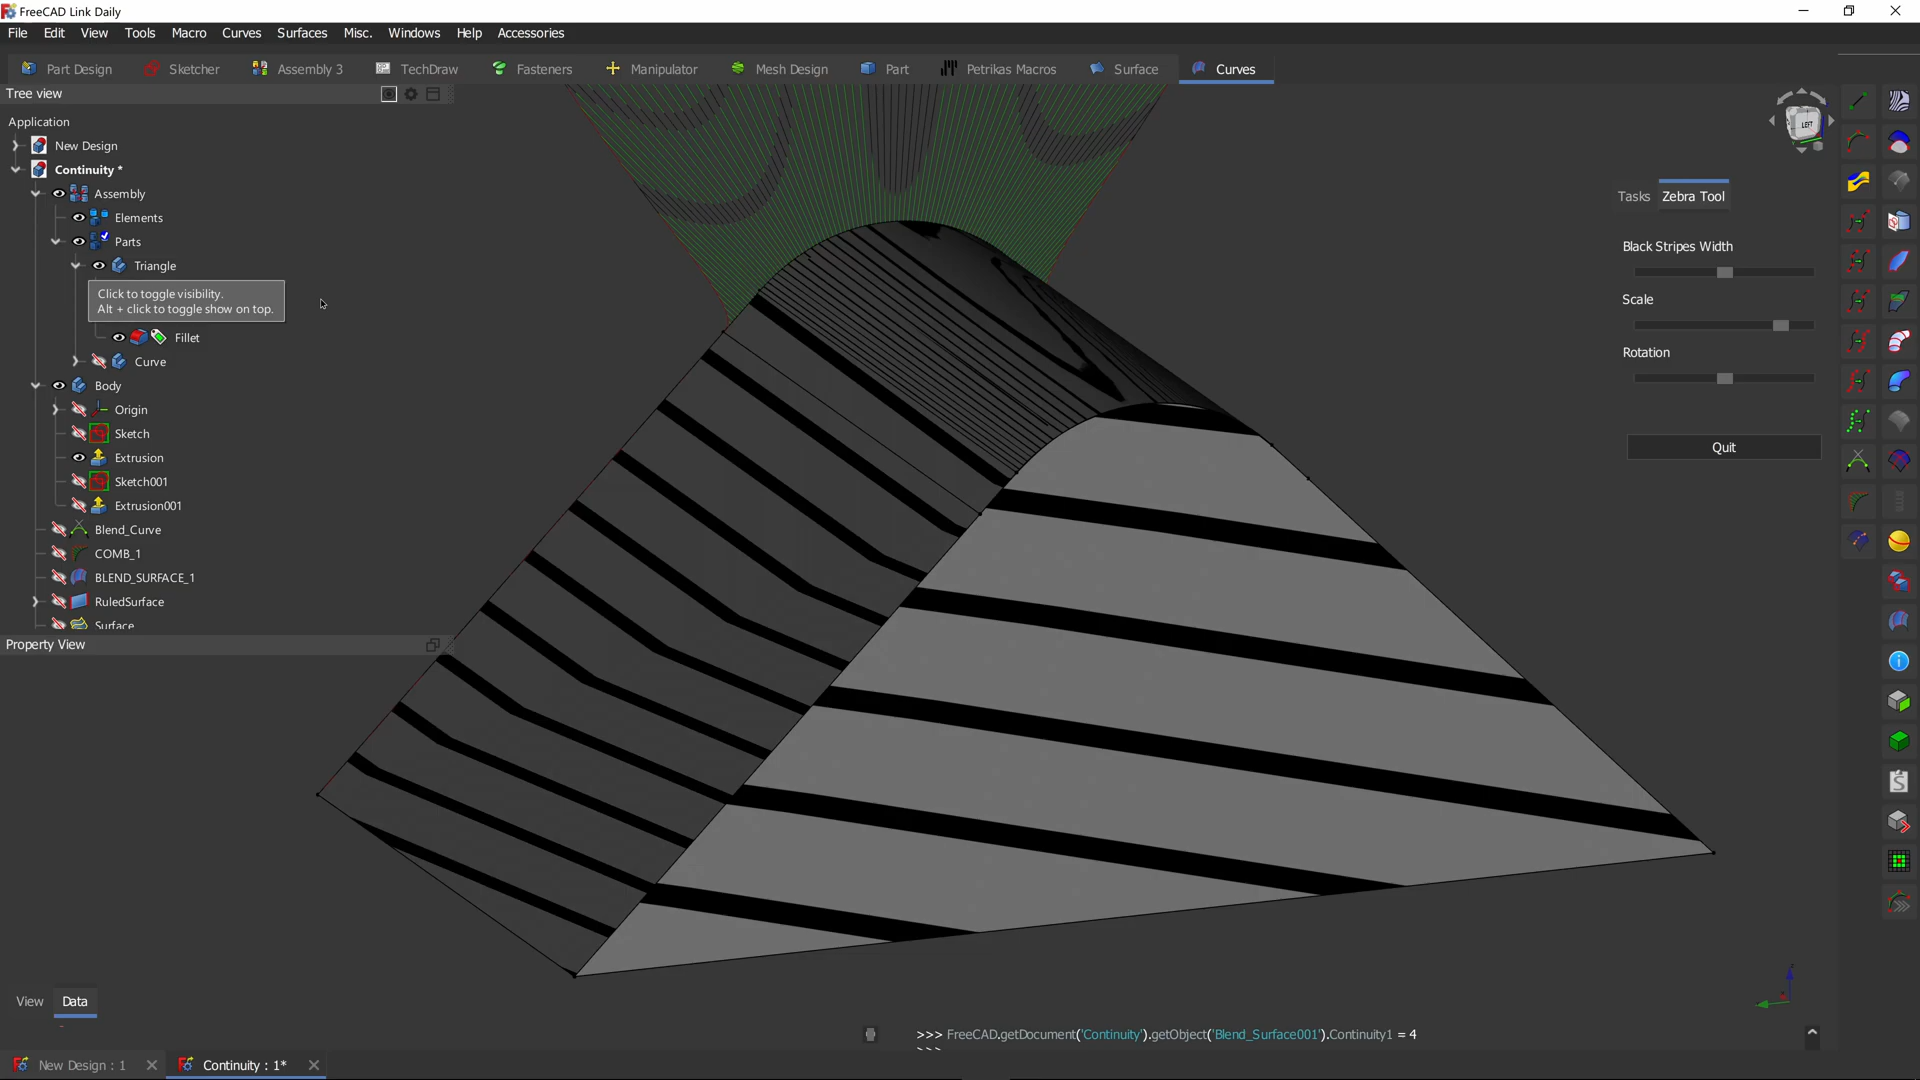 FreeCAD Link Daily
File Edit View Tools Macro Curves Surfaces Misc. Windows Help Accessories
Part Design Sketcher Assembly 3 TechDraw Fasteners Manipulator Mesh Design Part Petrikas Macros Surface Curves
Tree view
Application
New Design
Continuity *
Assembly
Elements
Parts
Triangle
Click to toggle visibility.
Alt + click to toggle show on top.
Fillet
Curve
Body
Origin
Sketch
Extrusion
Sketch001
Extrusion001
Blend_Curve
COMB_1
BLEND_SURFACE_1
RuledSurface
Surface
Property View
View Data
LEFT
Tasks Zebra Tool
Black Stripes Width
Scale
Rotation
Quit
>>> FreeCAD.getDocument('Continuity').getObject('Blend_Surface001').Continuity1 = 4
>>>
New Design : 1
Continuity : 1*